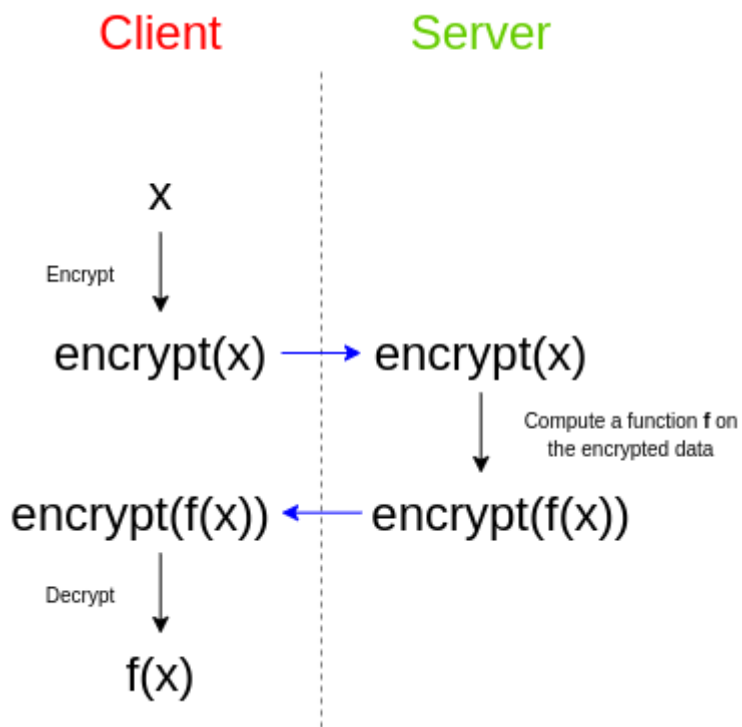 Client
Server
x
Encrypt
encrypt(x)
encrypt(x)
Compute a function f on
the encrypted data
encrypt(f(x))
encrypt(f(x))
Decrypt
f(x)